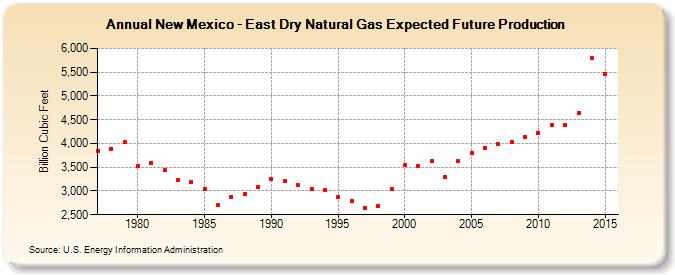 Annual New Mexico - East Dry Natural Gas Expected Future Production
Billion Cubic Feet
6,000
5,500
5,000
4,500
4,000
3,500
3,000
2,500
1980 1985 1990 1995 2000 2005 2010 2015
Source: U.S. Energy Information Administration